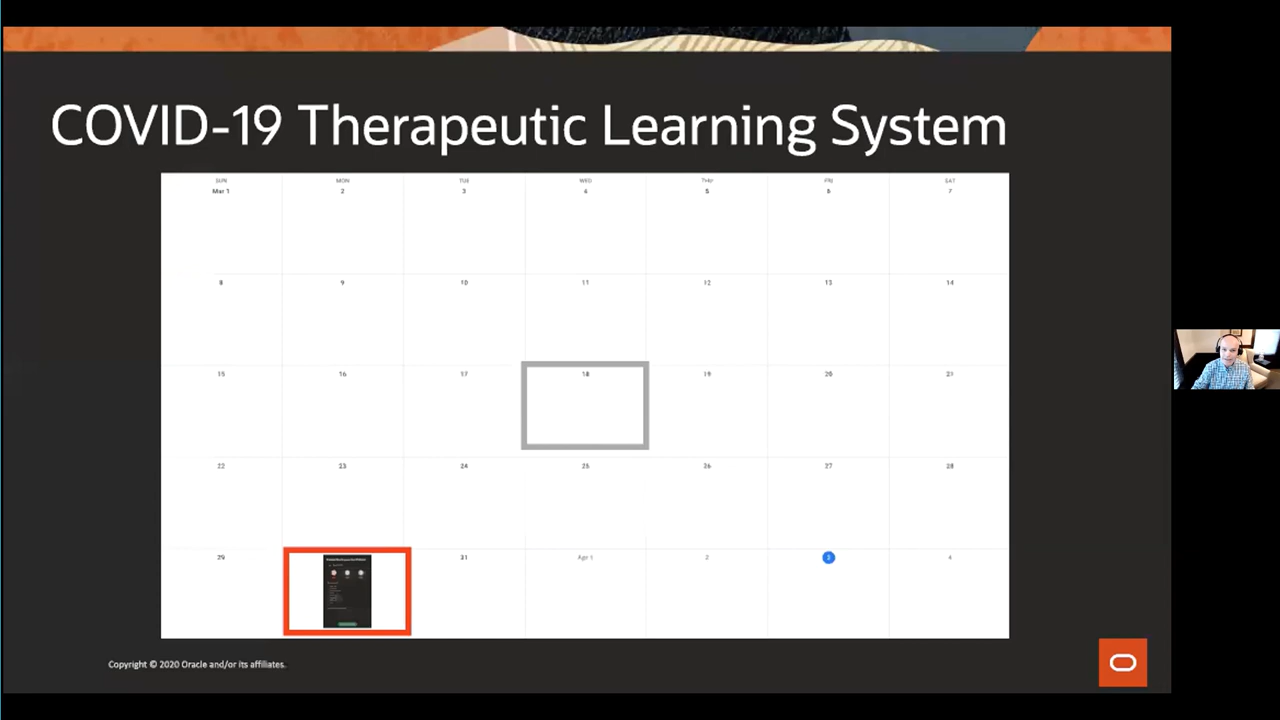 COVID-19 Therapeutic Learning System
SUN MON TUE WED THU FRI SAT
Mar 1 2 3 4 5 6 7
8 9 10 11 12 13 14
15 16 17 18 19 20 21
22 23 24 25 26 27 28
29 31 Apr 1 2 3 4
Copyright © 2020 Oracle and/or its affiliates.